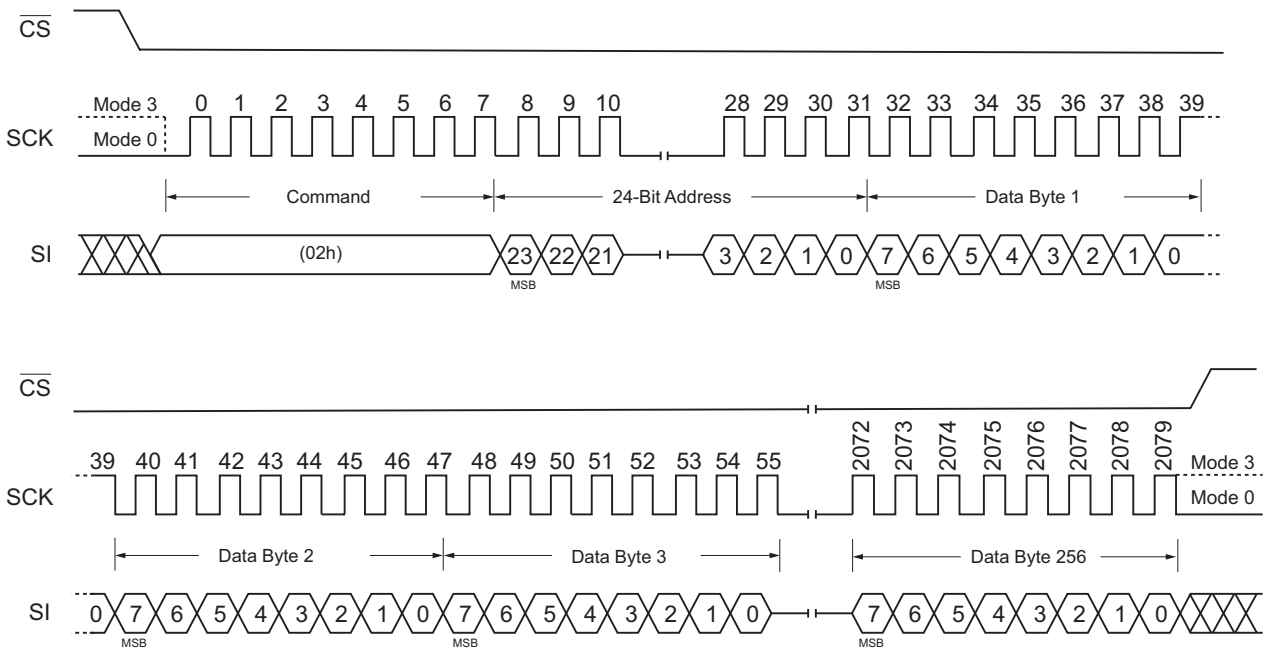 CS
Mode 3 0 1 2 3 4 5 6 7 8 9 10 28 29 30 31 32 33 34 35 36 37 38 39
SCK Mode 0
Command 24-Bit Address Data Byte 1
SI (02h) 23 22 21 3 2 1 0 7 6 5 4 3 2 1 0
MSB MSB
CS
39 40 41 42 43 44 45 46 47 48 49 50 51 52 53 54 55 2072 2073 2074 2075 2076 2077 2078 2079 Mode 3
SCK Mode 0
Data Byte 2 Data Byte 3 Data Byte 256
SI 0 7 6 5 4 3 2 1 0 7 6 5 4 3 2 1 0 7 6 5 4 3 2 1 0
MSB MSB MSB